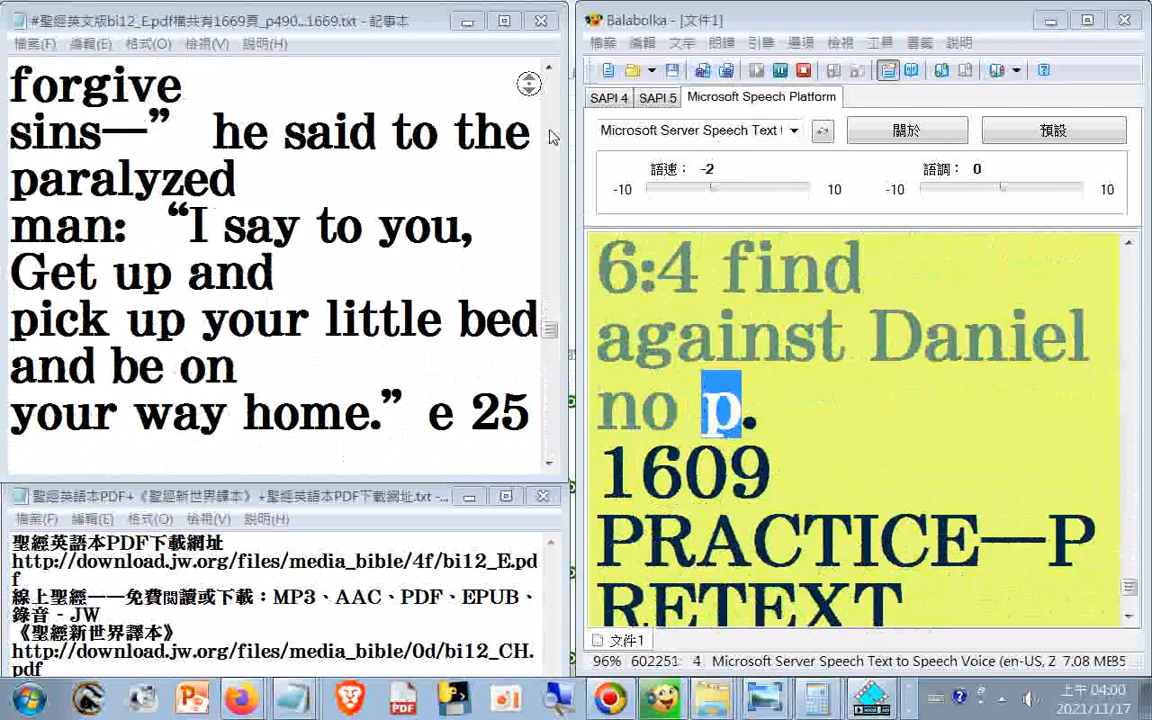 #聖經英文版bi12_E.pdf橫共有1669頁_p490...1669.txt - 記事本
檔案(F) 編輯(E) 格式(O) 檢視(V) 說明(H)
forgive
sins—” he said to the
paralyzed
man: “I say to you,
Get up and
pick up your little bed
and be on
your way home.” e 25
聖經英語本PDF+《聖經新世界譯本》+聖經英語本PDF下載網址.txt -...
檔案(F) 編輯(E) 格式(O) 檢視(V) 說明(H)
聖經英語本PDF下載網址
http://download.jw.org/files/media_bible/4f/bi12_E.pd
f
線上聖經——免費閱讀或下載：MP3、AAC、PDF、EPUB、
錄音 - JW
《聖經新世界譯本》
http://download.jw.org/files/media_bible/0d/bi12_CH.
pdf
Balabolka - [文件1]
檔案 編輯 文字 朗讀 引擎 選項 檢視 工具 書籤 說明
SAPI 4 SAPI 5 Microsoft Speech Platform
Microsoft Server Speech Text 關於 預設
語速： -2 語調： 0
-10 10 -10 10
6:4 find
against Daniel
no p.
1609
PRACTICE—P
RETEXT
文件1
96% 602251: 4 Microsoft Server Speech Text to Speech Voice (en-US, Z 7.08 MB
上午 04:00
2021/11/17